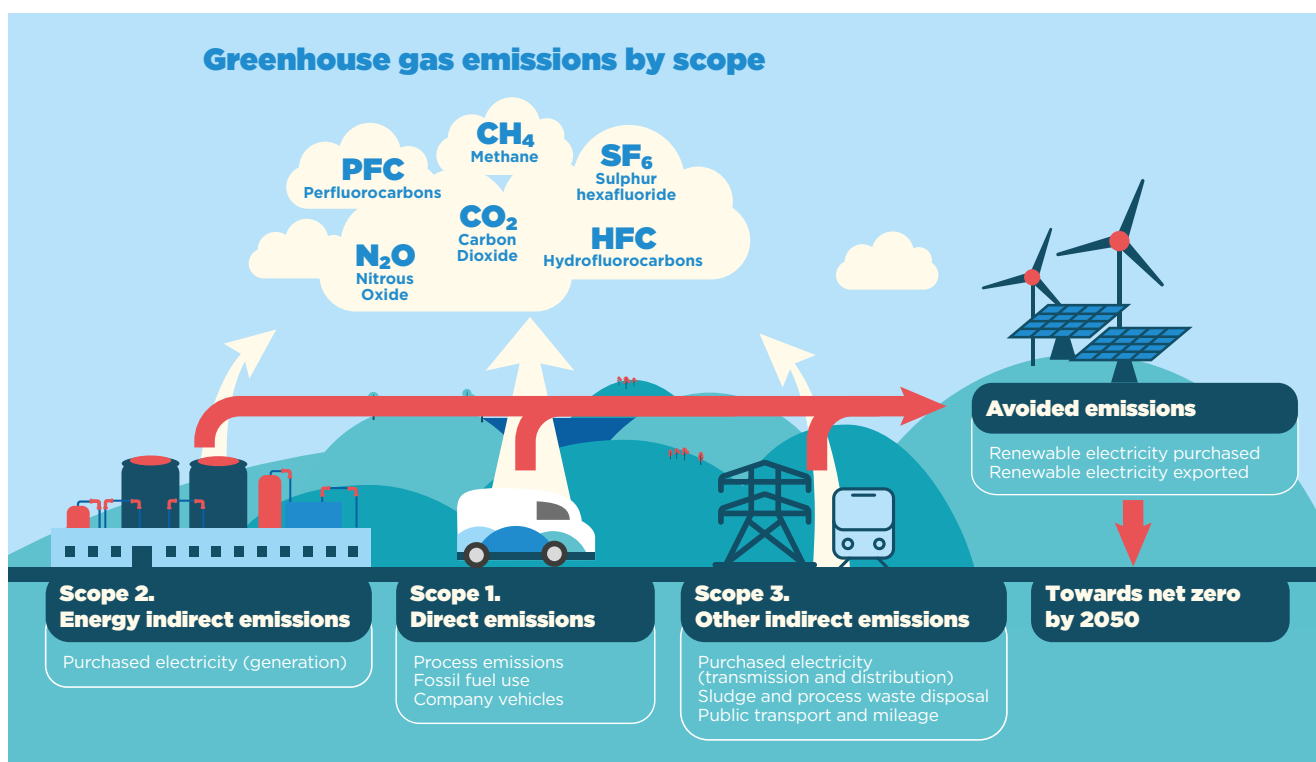 Greenhouse gas emissions by scope
CH₄
Methane
PFC
Perfluorocarbons
SF₆
Sulphur
hexafluoride
CO₂
Carbon
Dioxide
HFC
Hydrofluorocarbons
N₂O
Nitrous
Oxide
Avoided emissions
Renewable electricity purchased
Renewable electricity exported
Scope 2.
Energy indirect emissions
Purchased electricity (generation)
Scope 1.
Direct emissions
Process emissions
Fossil fuel use
Company vehicles
Scope 3.
Other indirect emissions
Purchased electricity
(transmission and distribution)
Sludge and process waste disposal
Public transport and mileage
Towards net zero
by 2050